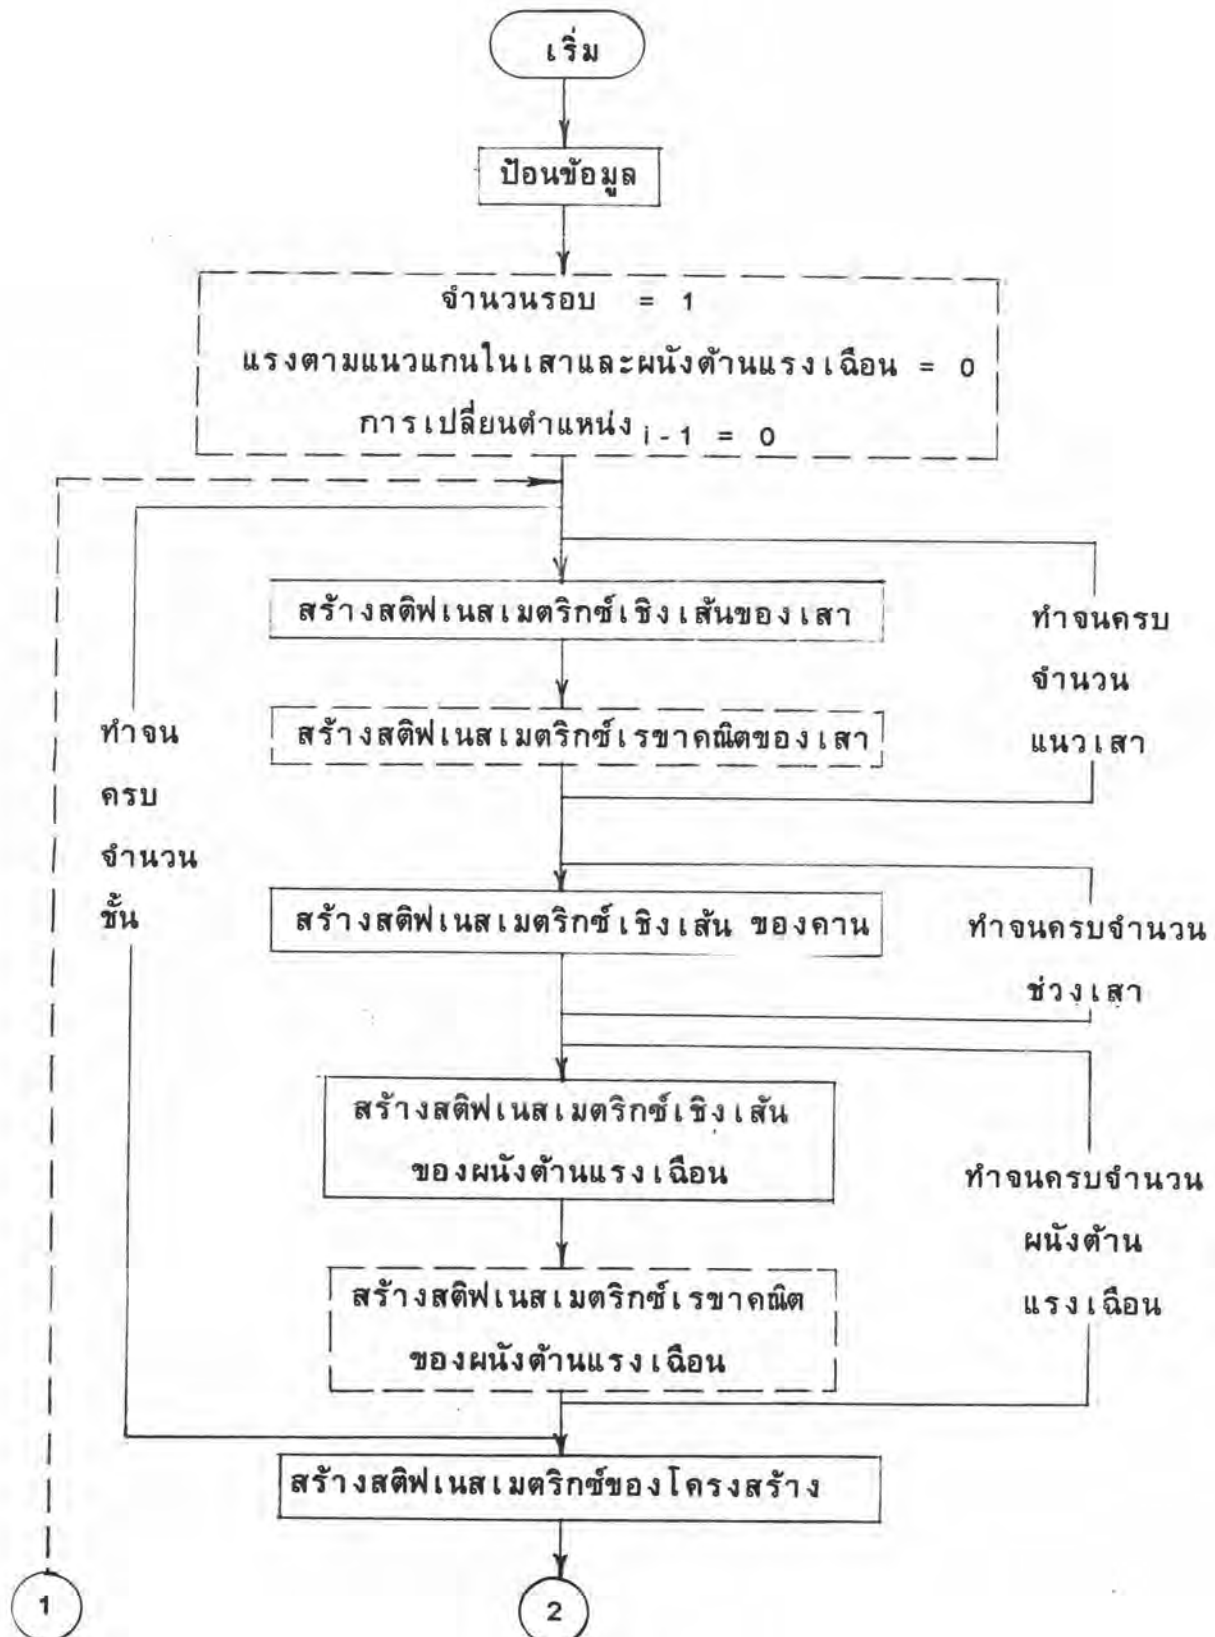 เริ่ม
ป้อนข้อมูล
จำนวนรอบ = 1
แรงตามแนวแกนในเสาและผนังต้านแรงเฉือน = 0
การเปลี่ยนตำแหน่ง i - 1 = 0
สร้างสติฟเนสเมตริกซ์เชิงเส้นของเสา
ทำจนครบ
จำนวน
แนวเสา
สร้างสติฟเนสเมตริกซ์เรขาคณิตของเสา
ทำจน
ครบ
จำนวน
ชั้น
สร้างสติฟเนสเมตริกซ์เชิงเส้น ของคาน
ทำจนครบจำนวน
ช่วงเสา
สร้างสติฟเนสเมตริกซ์เชิงเส้น
ของผนังต้านแรงเฉือน
ทำจนครบจำนวน
ผนังต้าน
แรงเฉือน
สร้างสติฟเนสเมตริกซ์เรขาคณิต
ของผนังต้านแรงเฉือน
สร้างสติฟเนสเมตริกซ์ของโครงสร้าง
1
2